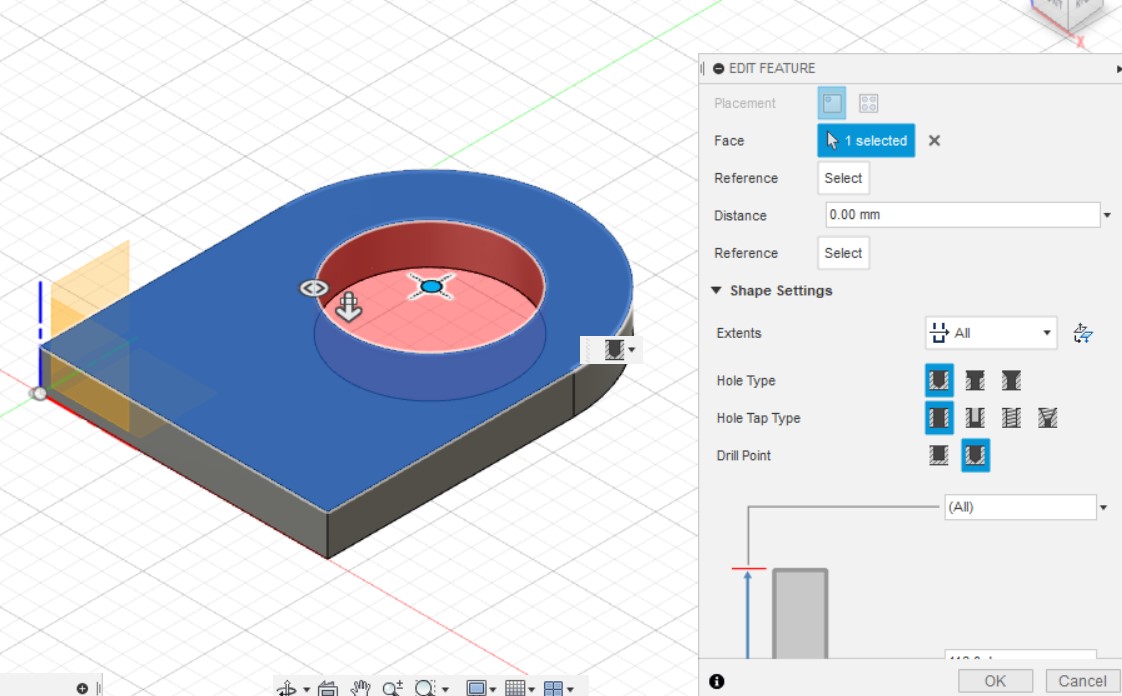 EDIT FEATURE
Placement
Face 1 selected
Reference Select
Distance 0.00 mm
Reference Select
Shape Settings
Extents All
Hole Type
Hole Tap Type
Drill Point
(All)
OK Cancel
X